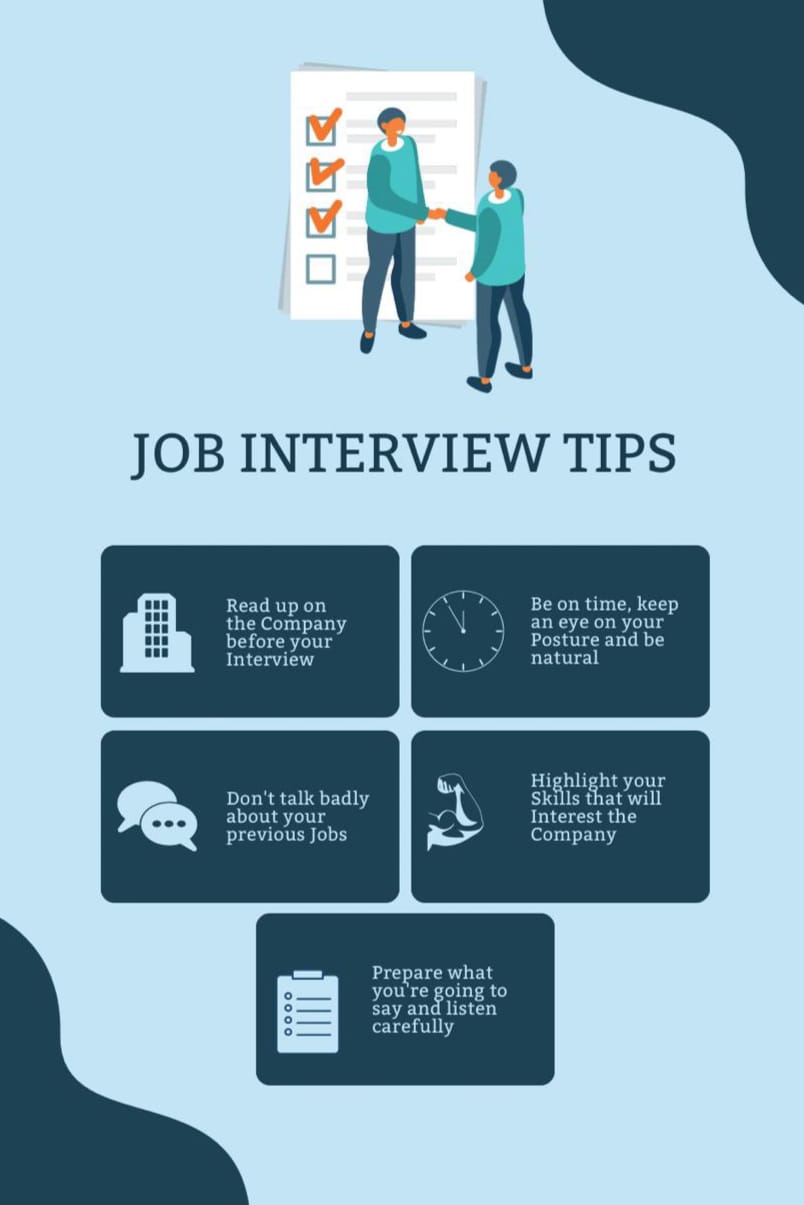 JOB INTERVIEW TIPS
Read up on
the Company
before your
Interview
Be on time, keep
an eye on your
Posture and be
natural
Don't talk badly
about your
previous Jobs
Highlight your
Skills that will
Interest the
Company
Prepare what
you're going to
say and listen
carefully